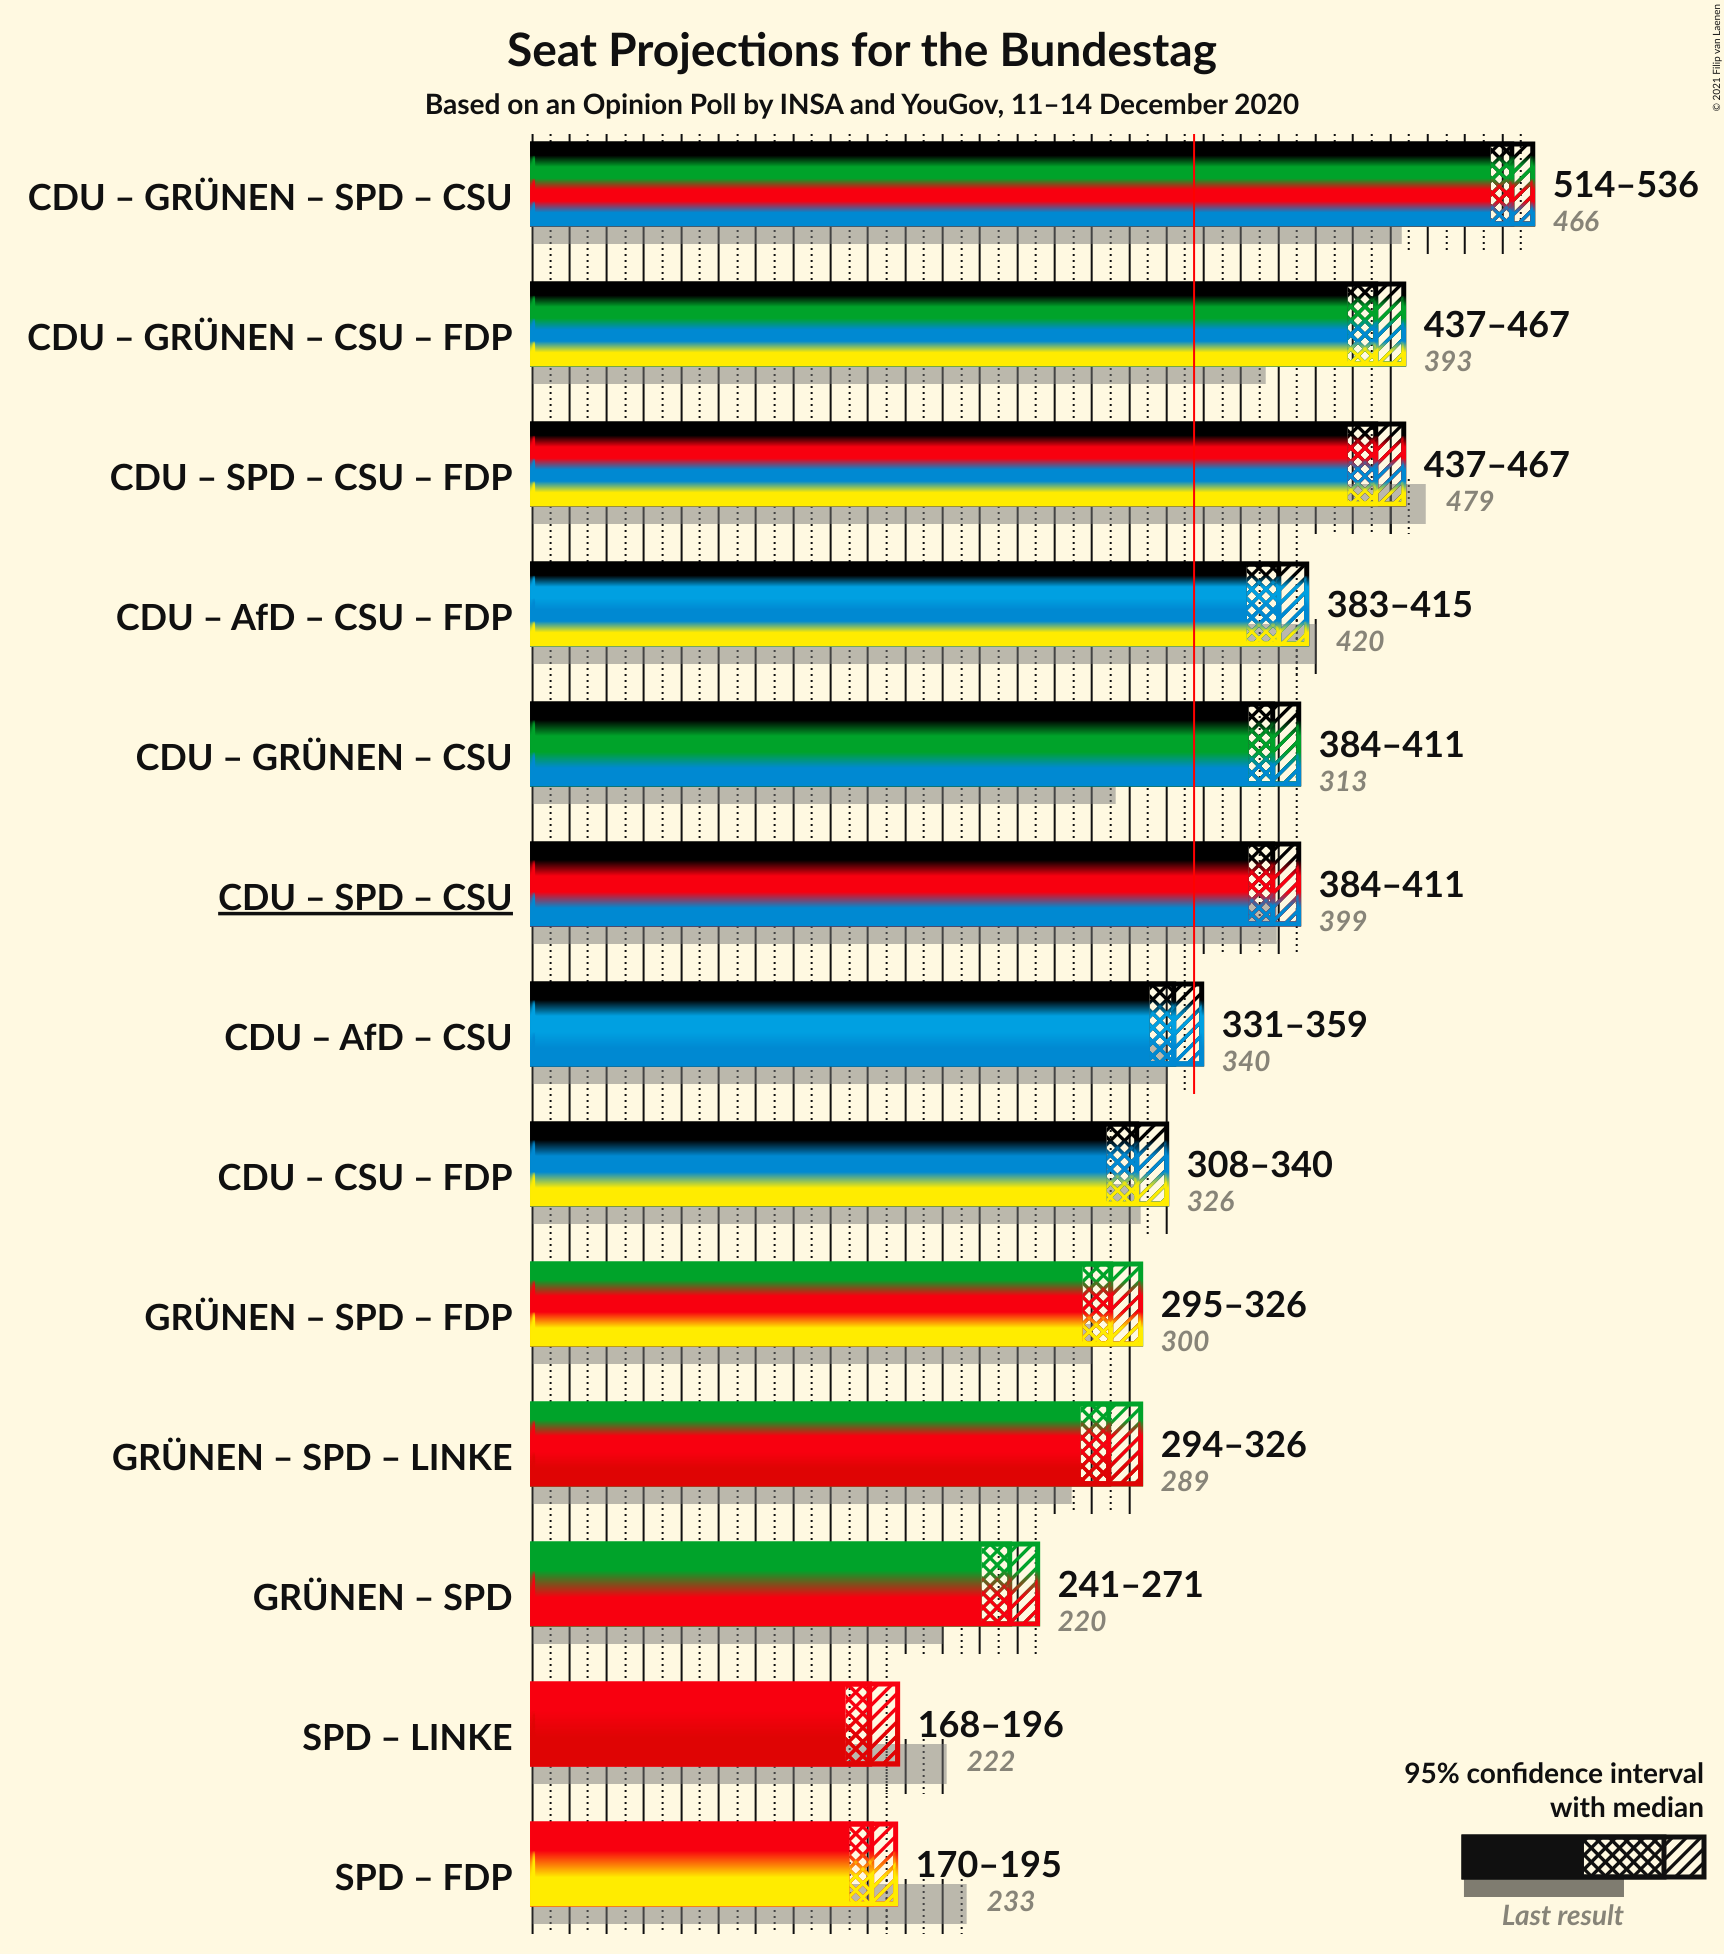 Seat Projections for the Bundestag
Based on an Opinion Poll by INSA and YouGov, 11–14 December 2020
© 2021 Filip van Laenen
CDU – GRÜNEN – SPD – CSU
514–536
466
CDU – GRÜNEN – CSU – FDP
437–467
393
CDU – SPD – CSU – FDP
437–467
479
CDU – AfD – CSU – FDP
383–415
420
CDU – GRÜNEN – CSU
384–411
313
CDU – SPD – CSU
384–411
399
CDU – AfD – CSU
331–359
340
CDU – CSU – FDP
308–340
326
GRÜNEN – SPD – FDP
295–326
300
GRÜNEN – SPD – LINKE
294–326
289
GRÜNEN – SPD
241–271
220
SPD – LINKE
168–196
222
SPD – FDP
170–195
233
95% confidence interval
with median
Last result